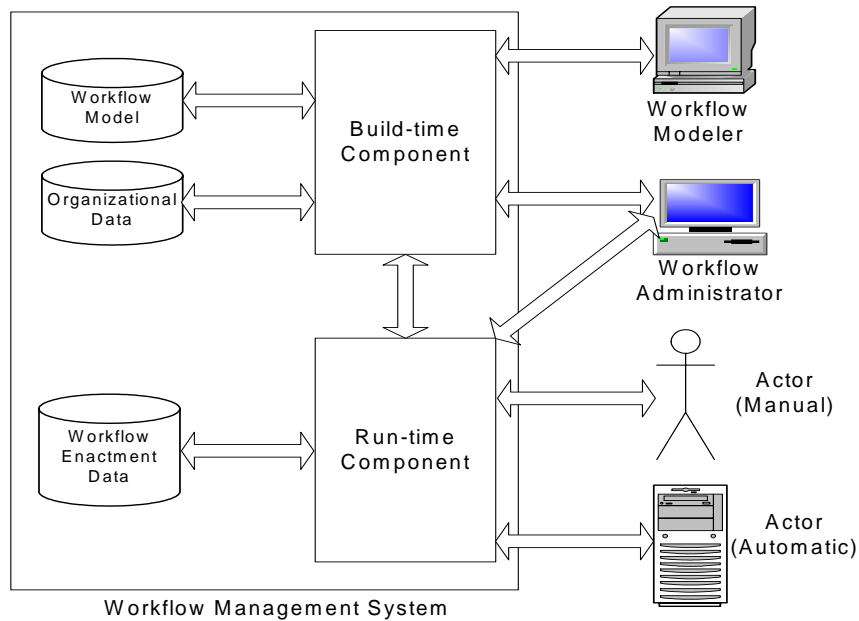 Workflow
Model
Organizational
Data
Build-time
Component
Workflow
Modeler
Workflow
Administrator
Workflow
Enactment
Data
Run-time
Component
Actor
(Manual)
Actor
(Automatic)
Workflow Management System